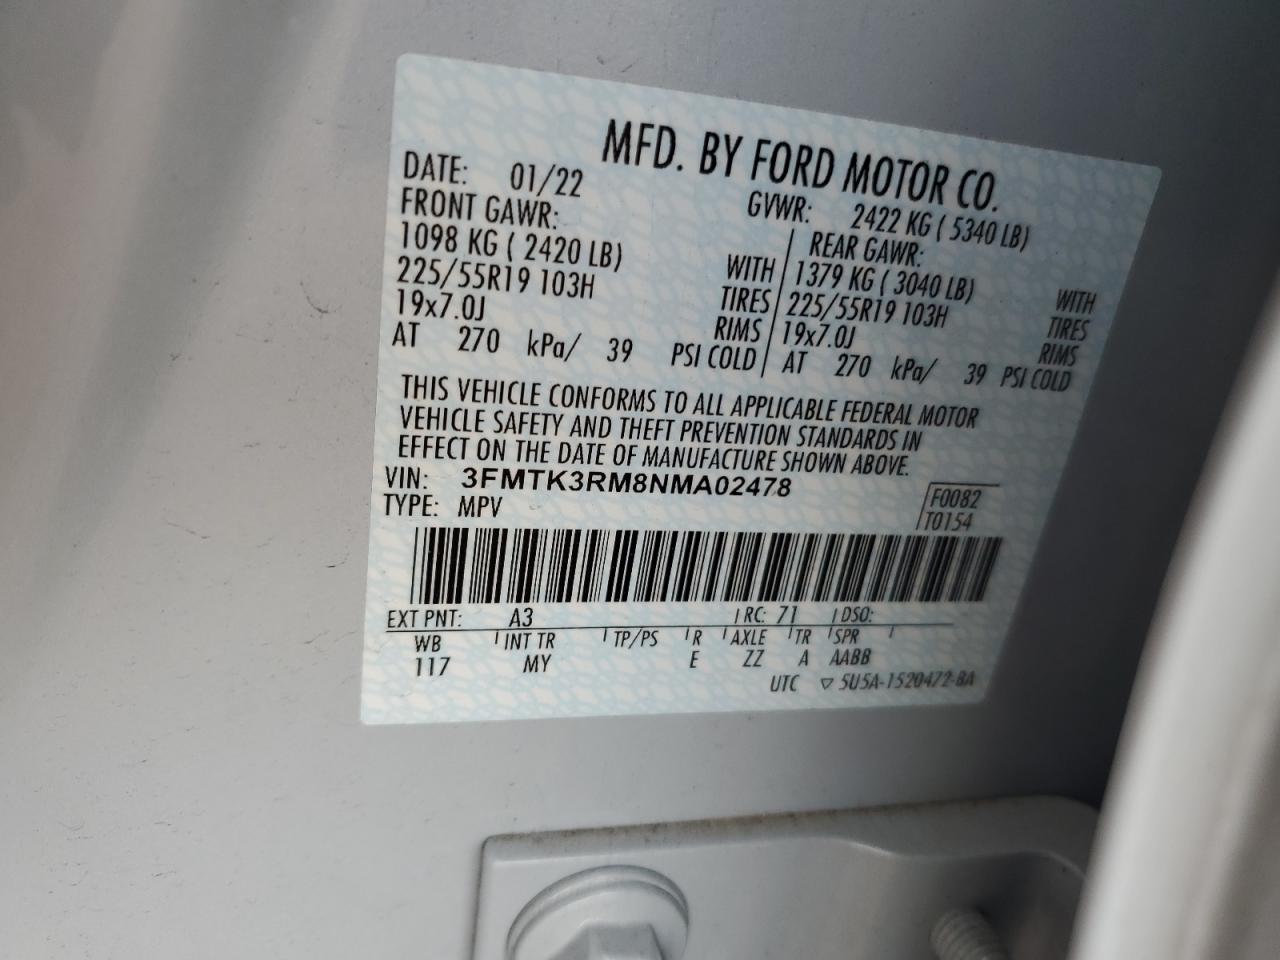 MFD. BY FORD MOTOR CO.
DATE: 01/22 GVWR: 2422 KG ( 5340 LB)
FRONT GAWR: REAR GAWR:
1098 KG ( 2420 LB) WITH 1379 KG ( 3040 LB) WITH
225/55R19 103H TIRES 225/55R19 103H TIRES
19x7.0J RIMS 19x7.0J RIMS
AT 270 kPa/ 39 PSI COLD AT 270 kPa/ 39 PSI COLD
THIS VEHICLE CONFORMS TO ALL APPLICABLE FEDERAL MOTOR
VEHICLE SAFETY AND THEFT PREVENTION STANDARDS IN
EFFECT ON THE DATE OF MANUFACTURE SHOWN ABOVE.
VIN: 3FMTK3RM8NMA02478
TYPE: MPV F0082
T0154
EXT PNT: A3 RC: 71 DSO:
WB INT TR TP/PS R AXLE TR SPR
117 MY E ZZ A AABB
UTC ▽ 5U5A-1520472-BA